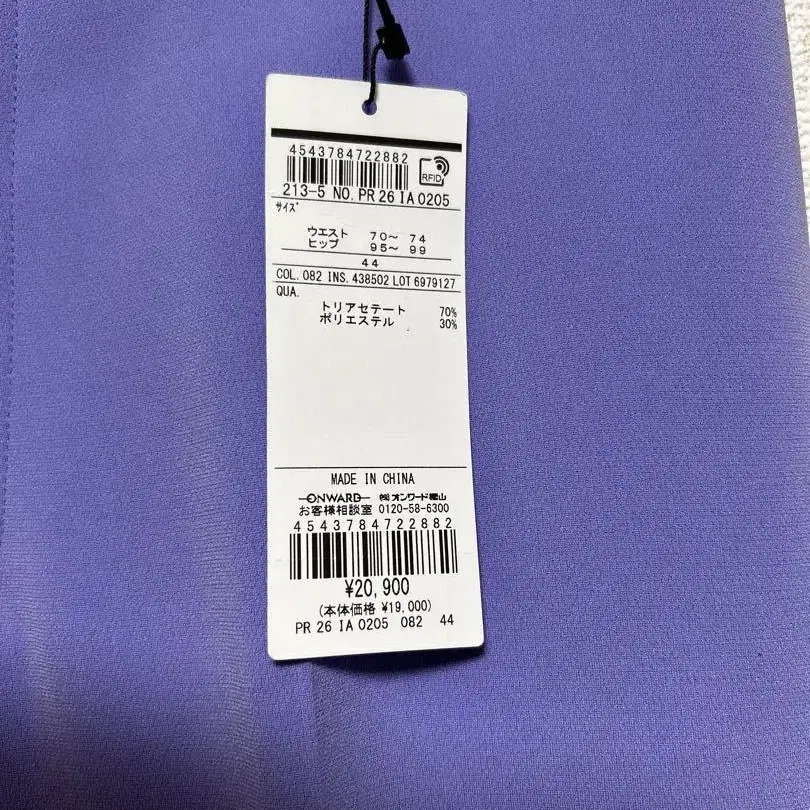 4543784722882
RFID
213-5 NO. PR 26 IA 0205
サイズ
ウエスト 70～ 74
ヒップ 95～ 99
44
COL. 082 INS. 438502 LOT 6979127
QUA.
トリアセテート 70%
ポリエステル 30%
MADE IN CHINA
ONWARD ㈱オンワード樫山
お客様相談室 0120-58-6300
4543784722882
¥20,900
(本体価格 ¥19,000)
PR 26 IA 0205 082 44